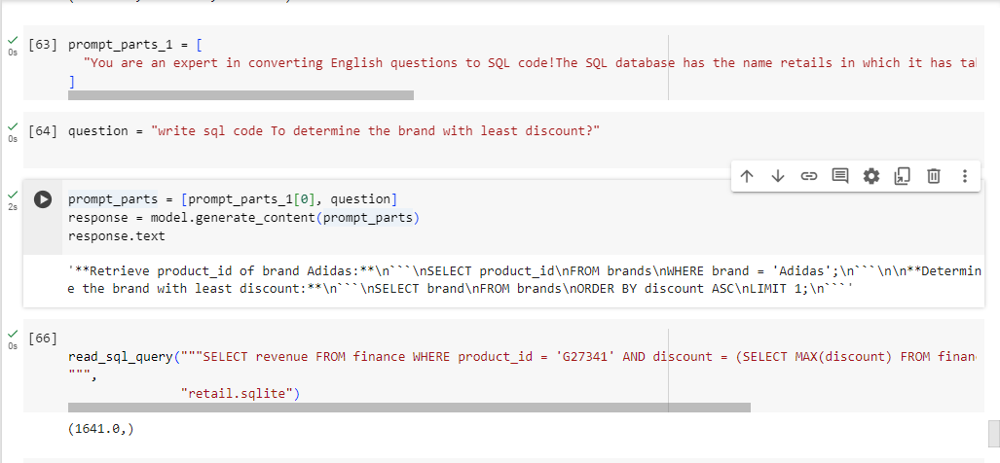 [63] prompt_parts_1 = [
"You are an expert in converting English questions to SQL code!The SQL database has the name retails in which it has
]
0s
[64] question = "write sql code To determine the brand with least discount?"
0s
prompt_parts = [prompt_parts_1[0], question]
2s
response = model.generate_content(prompt_parts)
response.text
'**Retrieve product_id of brand Adidas:**\n```\nSELECT product_id\nFROM brands\nWHERE brand = 'Adidas';\n```\n\n**Determin
e the brand with least discount:**\n```\nSELECT brand\nFROM brands\nORDER BY discount ASC\nLIMIT 1;\n```'
[66]
0s
read_sql_query("""SELECT revenue FROM finance WHERE product_id = 'G27341' AND discount = (SELECT MAX(discount) FROM finan
""",
"retail.sqlite")
(1641.0,)